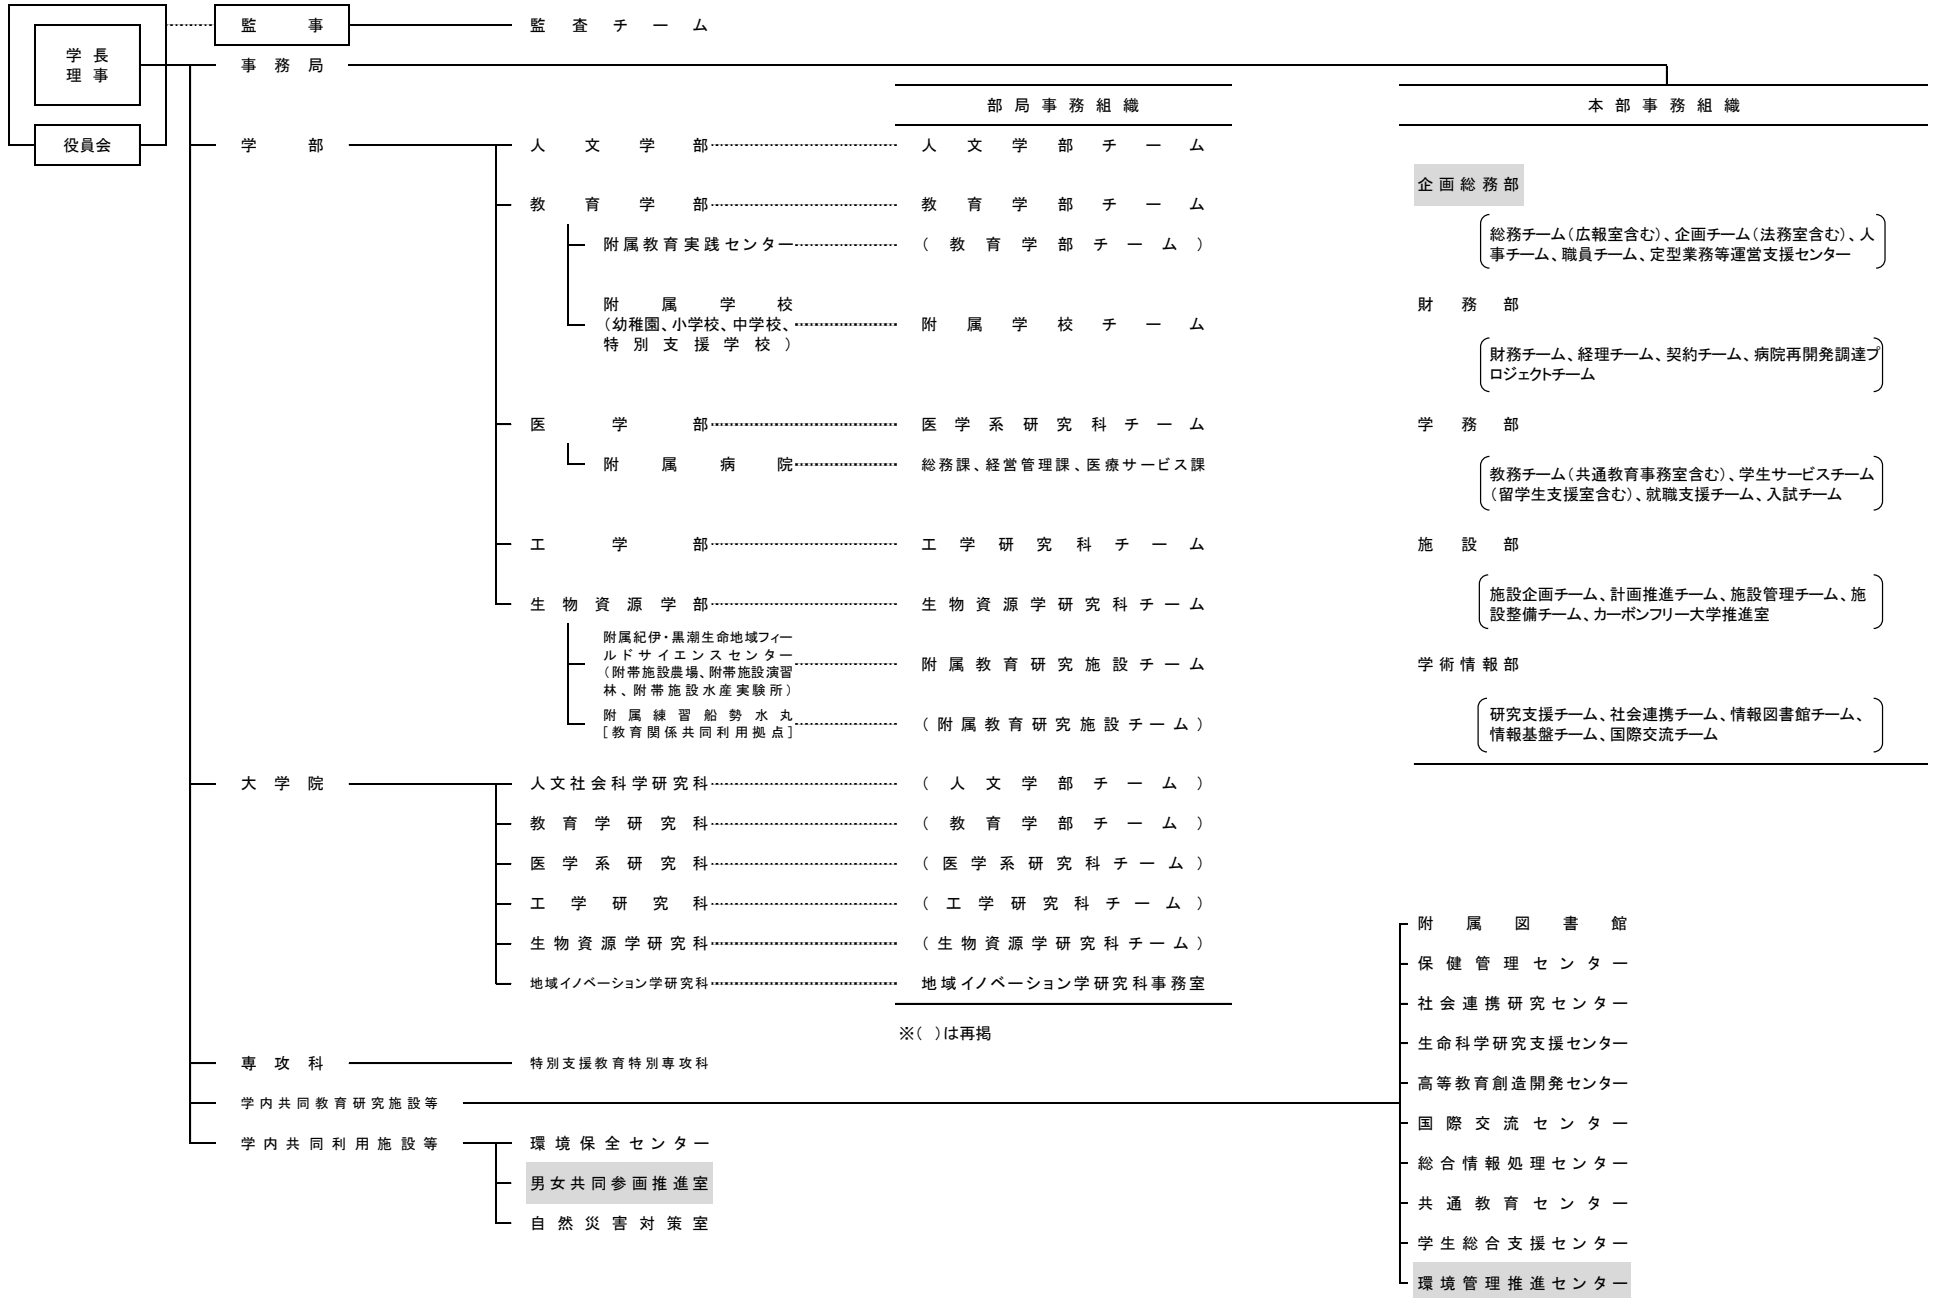 監事
監査チーム
学長
理事
事務局
役員会
部局事務組織
本部事務組織
学部
人文学部
人文学部チーム
企画総務部
教育学部
教育学部チーム
総務チーム(広報室含む)、企画チーム(法務室含む)、人
事チーム、職員チーム、定型業務等運営支援センター
附属教育実践センター
(教育学部チーム)
附属学校
(幼稚園、小学校、中学校、
特別支援学校)
附属学校チーム
財務部
財務チーム、経理チーム、契約チーム、病院再開発調達プ
ロジェクトチーム
医学部
医学系研究科チーム
学務部
附属病院
総務課、経営管理課、医療サービス課
教務チーム(共通教育事務室含む)、学生サービスチーム
(留学生支援室含む)、就職支援チーム、入試チーム
工学部
工学研究科チーム
施設部
生物資源学部
生物資源学研究科チーム
施設企画チーム、計画推進チーム、施設管理チーム、施
設整備チーム、カーボンフリー大学推進室
附属紀伊・黒潮生命地域フィー
ルドサイエンスセンター
(附帯施設農場、附帯施設演習
林、附帯施設水産実験所)
附属教育研究施設チーム
学術情報部
附属練習船勢水丸
[教育関係共同利用拠点]
(附属教育研究施設チーム)
研究支援チーム、社会連携チーム、情報図書館チーム、
情報基盤チーム、国際交流チーム
大学院
人文社会科学研究科
(人文学部チーム)
教育学研究科
(教育学部チーム)
医学系研究科
(医学系研究科チーム)
工学研究科
(工学研究科チーム)
生物資源学研究科
(生物資源学研究科チーム)
地域イノベーション学研究科
地域イノベーション学研究科事務室
※( )は再掲
専攻科
特別支援教育特別専攻科
学内共同教育研究施設等
附属図書館
保健管理センター
社会連携研究センター
生命科学研究支援センター
高等教育創造開発センター
国際交流センター
総合情報処理センター
共通教育センター
学生総合支援センター
環境管理推進センター
学内共同利用施設等
環境保全センター
男女共同参画推進室
自然災害対策室